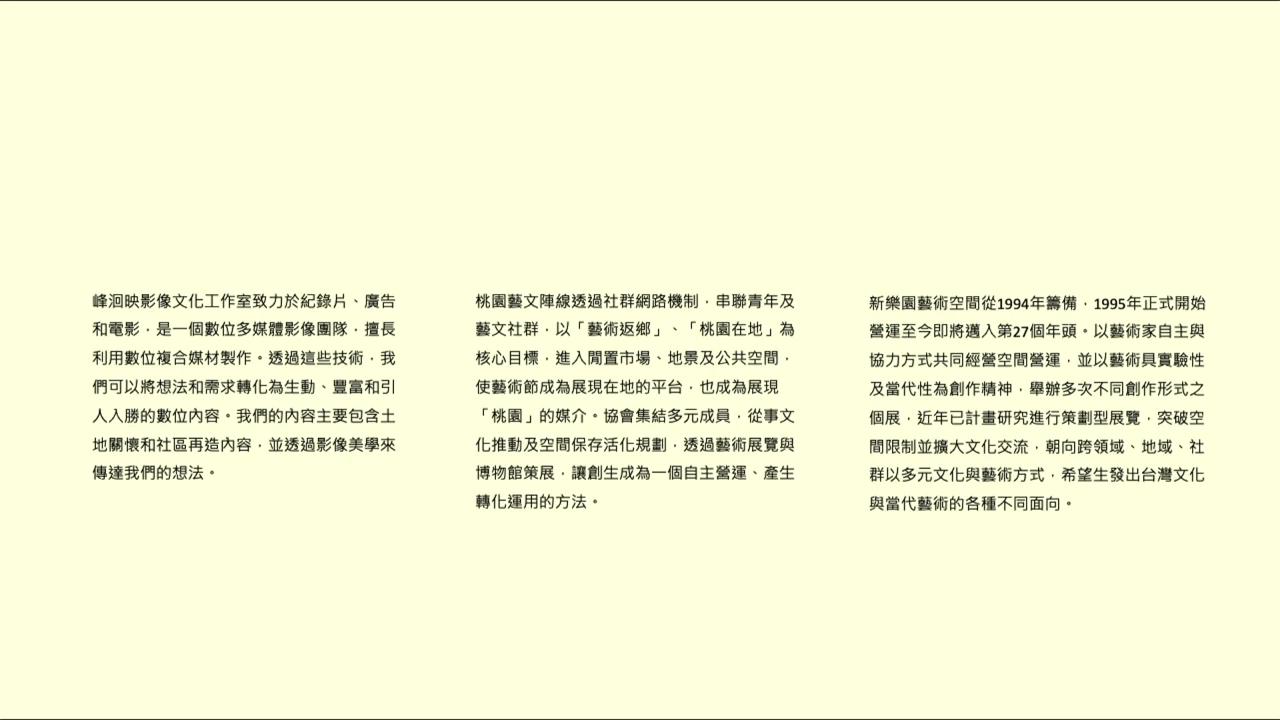 峰洄映影像文化工作室致力於紀錄片、廣告
和電影，是一個數位多媒體影像團隊，擅長
利用數位複合媒材製作。透過這些技術，我
們可以將想法和需求轉化為生動、豐富和引
人入勝的數位內容。我們的內容主要包含土
地關懷和社區再造內容，並透過影像美學來
傳達我們的想法。
桃園藝文陣線透過社群網路機制，串聯青年及
藝文社群，以「藝術返鄉」、「桃園在地」為
核心目標，進入閒置市場、地景及公共空間，
使藝術節成為展現在地的平台，也成為展現
「桃園」的媒介。協會集結多元成員，從事文
化推動及空間保存活化規劃，透過藝術展覽與
博物館策展，讓創生成為一個自主營運、產生
轉化運用的方法。
新樂園藝術空間從1994年籌備，1995年正式開始
營運至今即將邁入第27個年頭。以藝術家自主與
協力方式共同經營空間營運，並以藝術具實驗性
及當代性為創作精神，舉辦多次不同創作形式之
個展，近年已計畫研究進行策劃型展覽，突破空
間限制並擴大文化交流，朝向跨領域、地域、社
群以多元文化與藝術方式，希望生發出台灣文化
與當代藝術的各種不同面向。